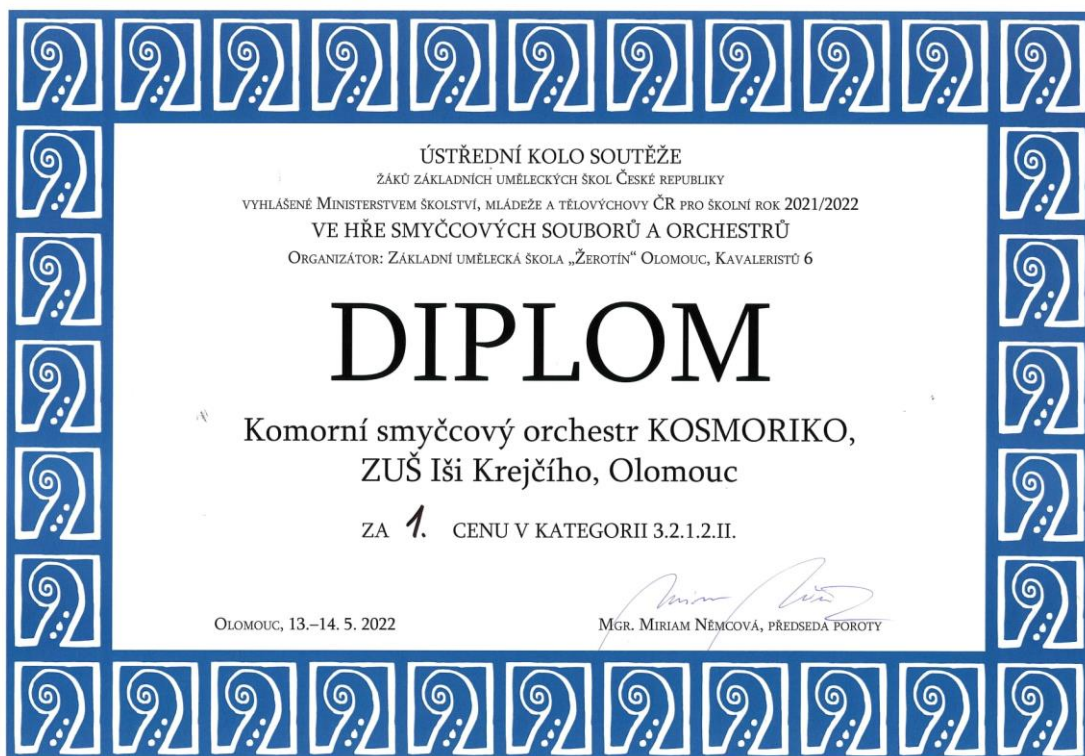 ÚSTŘEDNÍ KOLO SOUTĚŽE
ŽÁKŮ ZÁKLADNÍCH UMĚLECKÝCH ŠKOL ČESKÉ REPUBLIKY
VYHLÁŠENÉ MINISTERSTVEM ŠKOLSTVÍ, MLÁDEŽE A TĚLOVÝCHOVY ČR PRO ŠKOLNÍ ROK 2021/2022
VE HŘE SMYČCOVÝCH SOUBORŮ A ORCHESTRŮ
ORGANIZÁTOR: ZÁKLADNÍ UMĚLECKÁ ŠKOLA „ŽEROTÍN“ OLOMOUC, KAVALERISTŮ 6
DIPLOM
Komorní smyčcový orchestr KOSMORIKO,
ZUŠ Iši Krejčího, Olomouc
ZA 1. CENU V KATEGORII 3.2.1.2.II.
OLOMOUC, 13.–14. 5. 2022
MGR. MIRIAM NĚMCOVÁ, PŘEDSEDA POROTY